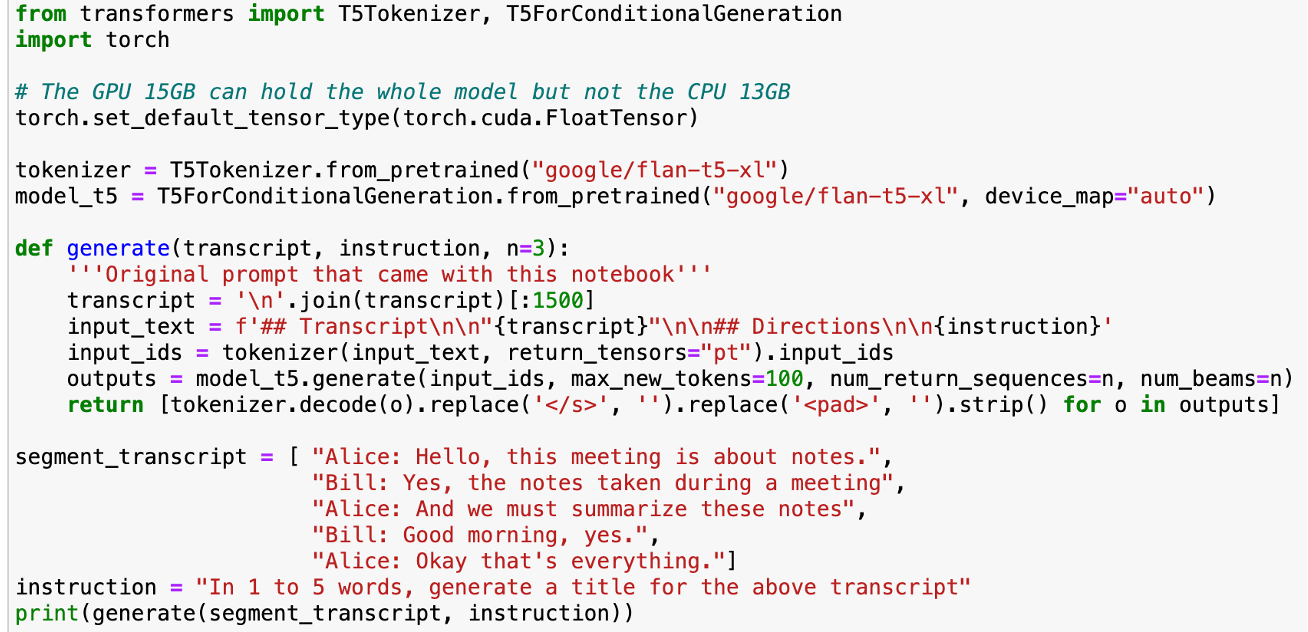 from transformers import T5Tokenizer, T5ForConditionalGeneration
import torch

# The GPU 15GB can hold the whole model but not the CPU 13GB
torch.set_default_tensor_type(torch.cuda.FloatTensor)

tokenizer = T5Tokenizer.from_pretrained("google/flan-t5-xl")
model_t5 = T5ForConditionalGeneration.from_pretrained("google/flan-t5-xl", device_map="auto")

def generate(transcript, instruction, n=3):
    '''Original prompt that came with this notebook'''
    transcript = '\n'.join(transcript)[:1500]
    input_text = f'## Transcript\n\n"{transcript}"\n\n## Directions\n\n{instruction}'
    input_ids = tokenizer(input_text, return_tensors="pt").input_ids
    outputs = model_t5.generate(input_ids, max_new_tokens=100, num_return_sequences=n, num_beams=n)
    return [tokenizer.decode(o).replace('</s>', '').replace('<pad>', '').strip() for o in outputs]

segment_transcript = [ "Alice: Hello, this meeting is about notes.",
                       "Bill: Yes, the notes taken during a meeting",
                       "Alice: And we must summarize these notes",
                       "Bill: Good morning, yes.",
                       "Alice: Okay that's everything."]
instruction = "In 1 to 5 words, generate a title for the above transcript"
print(generate(segment_transcript, instruction))